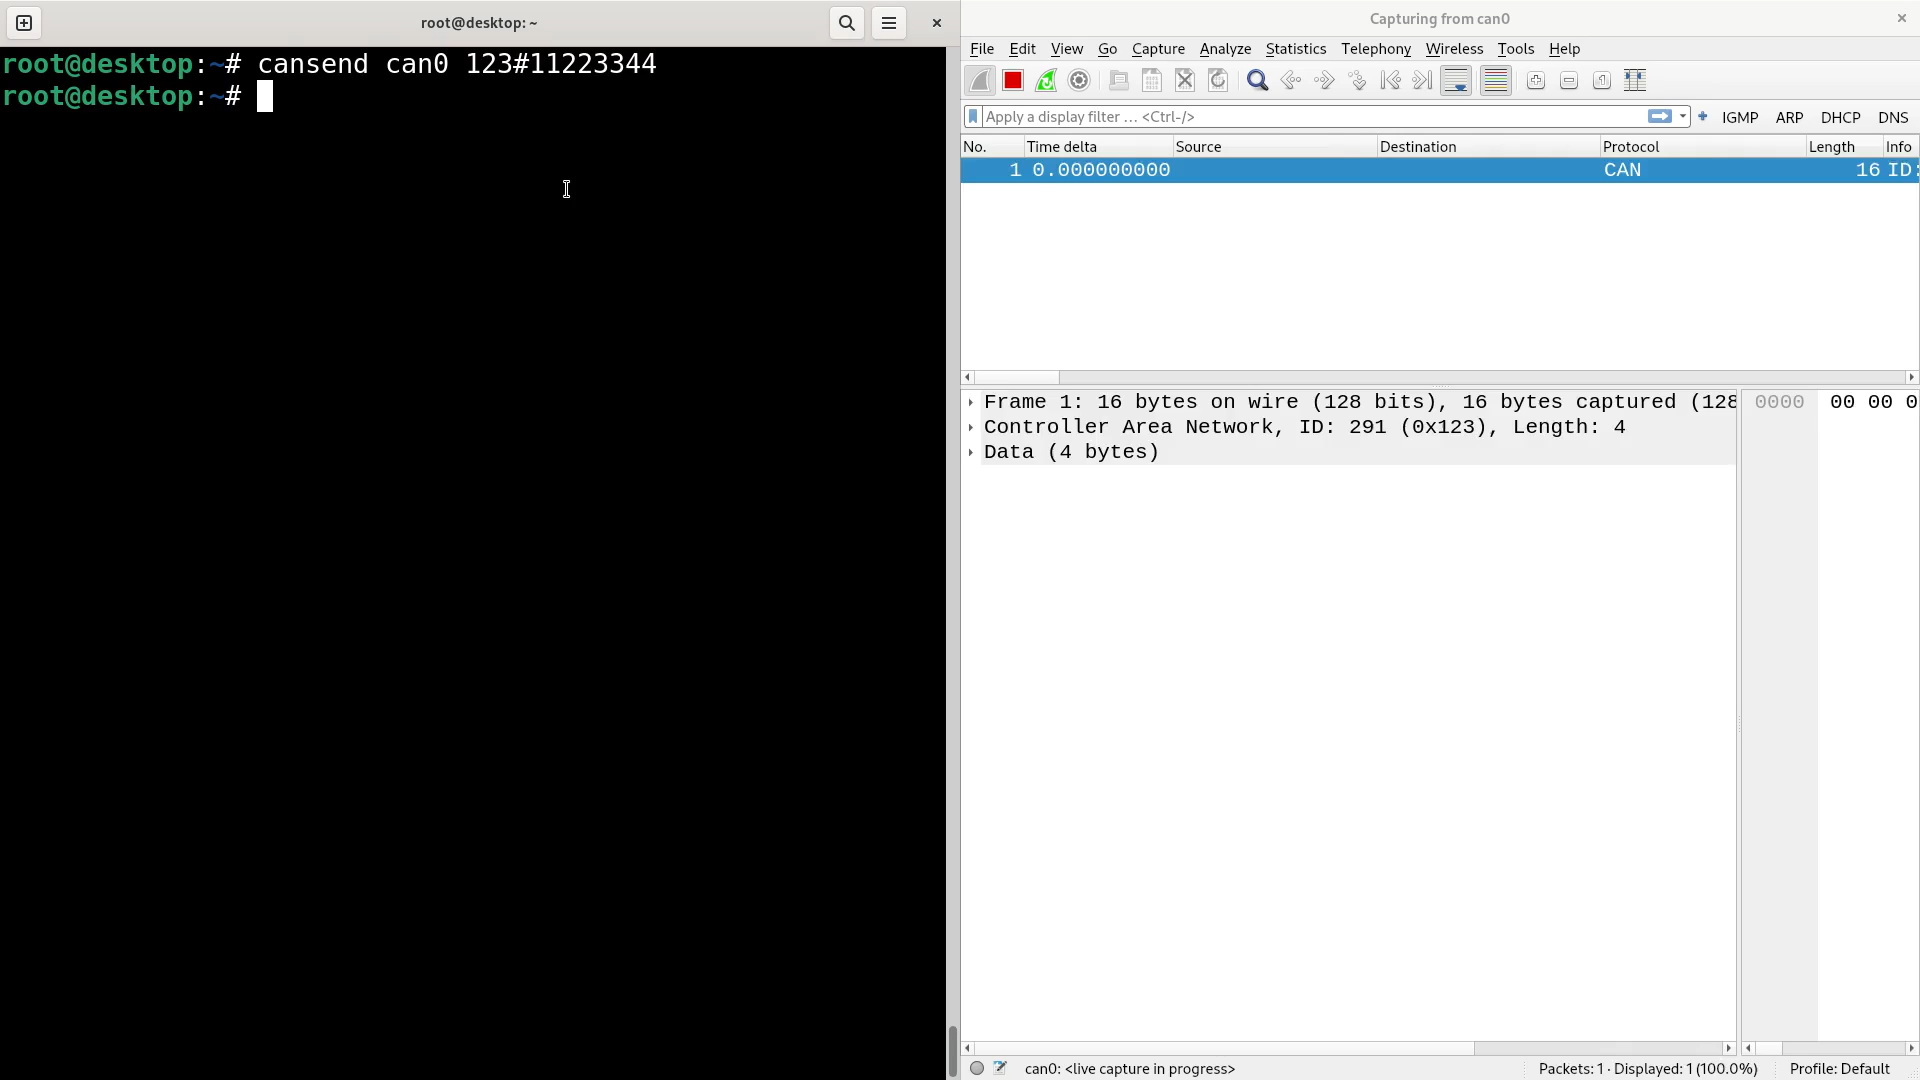 root@desktop: ~
root@desktop:~# cansend can0 123#11223344
root@desktop:~#
Capturing from can0
File Edit View Go Capture Analyze Statistics Telephony Wireless Tools Help
Apply a display filter ... <Ctrl-/>
IGMP ARP DHCP DNS
No. Time delta Source Destination Protocol Length Info
1 0.000000000 CAN 16 ID:
Frame 1: 16 bytes on wire (128 bits), 16 bytes captured (128
Controller Area Network, ID: 291 (0x123), Length: 4
Data (4 bytes)
0000 00 00 0
can0: <live capture in progress>
Packets: 1 · Displayed: 1 (100.0%)
Profile: Default